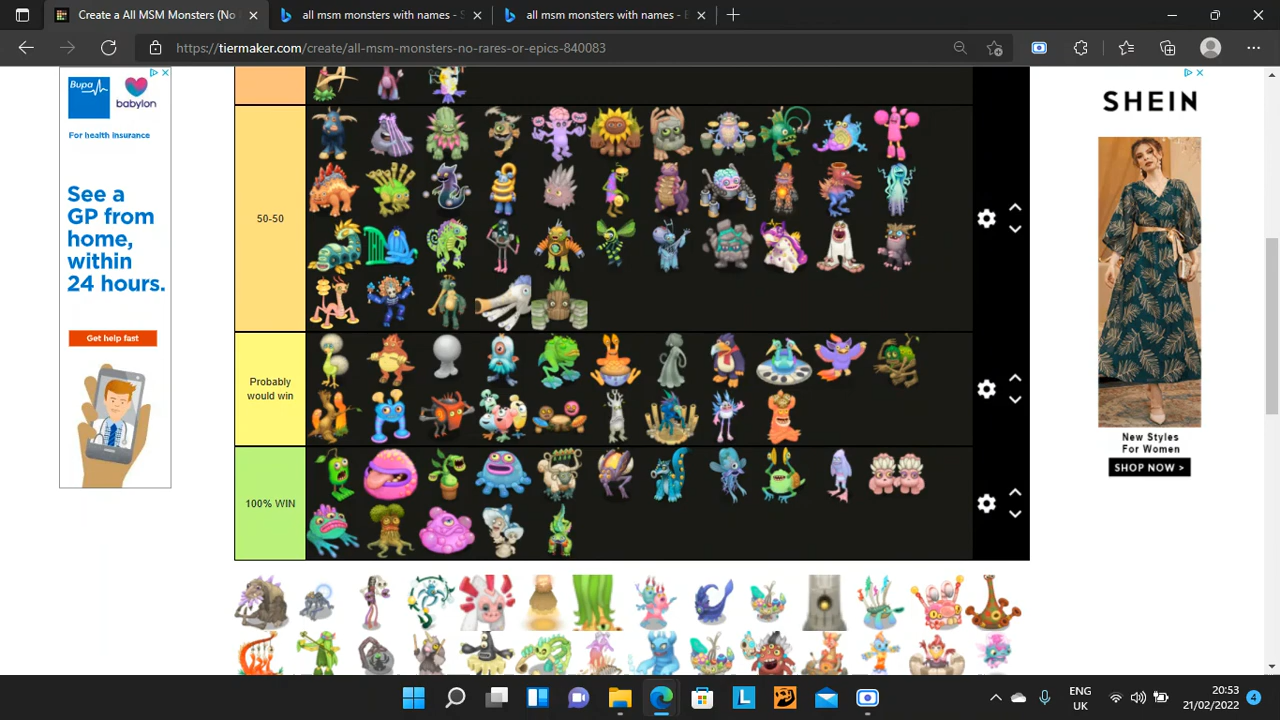 Create a All MSM Monsters (No
all msm monsters with names - S
all msm monsters with names - B
https://tiermaker.com/create/all-msm-monsters-no-rares-or-epics-840083
Bupa
babylon
For health insurance
See a
GP from
home,
within
24 hours.
Get help fast
50-50
Probably
would win
100% WIN
SHEIN
New Styles
For Women
SHOP NOW >
ENG
UK
20:53
21/02/2022
4